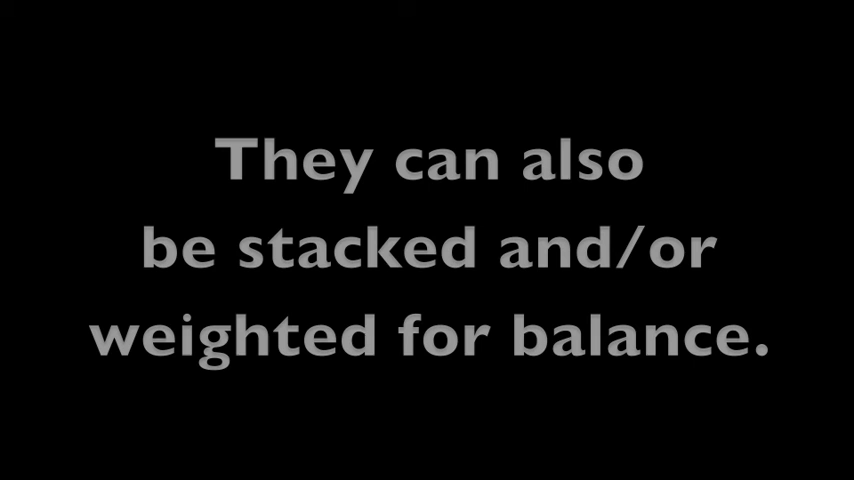 They can also
be stacked and/or
weighted for balance.